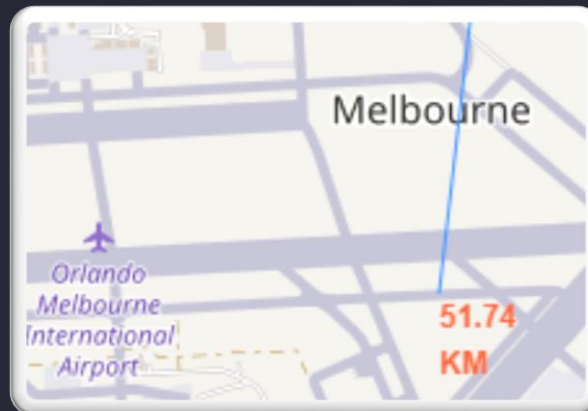 Melbourne
Orlando
Melbourne
International
Airport
51.74
KM